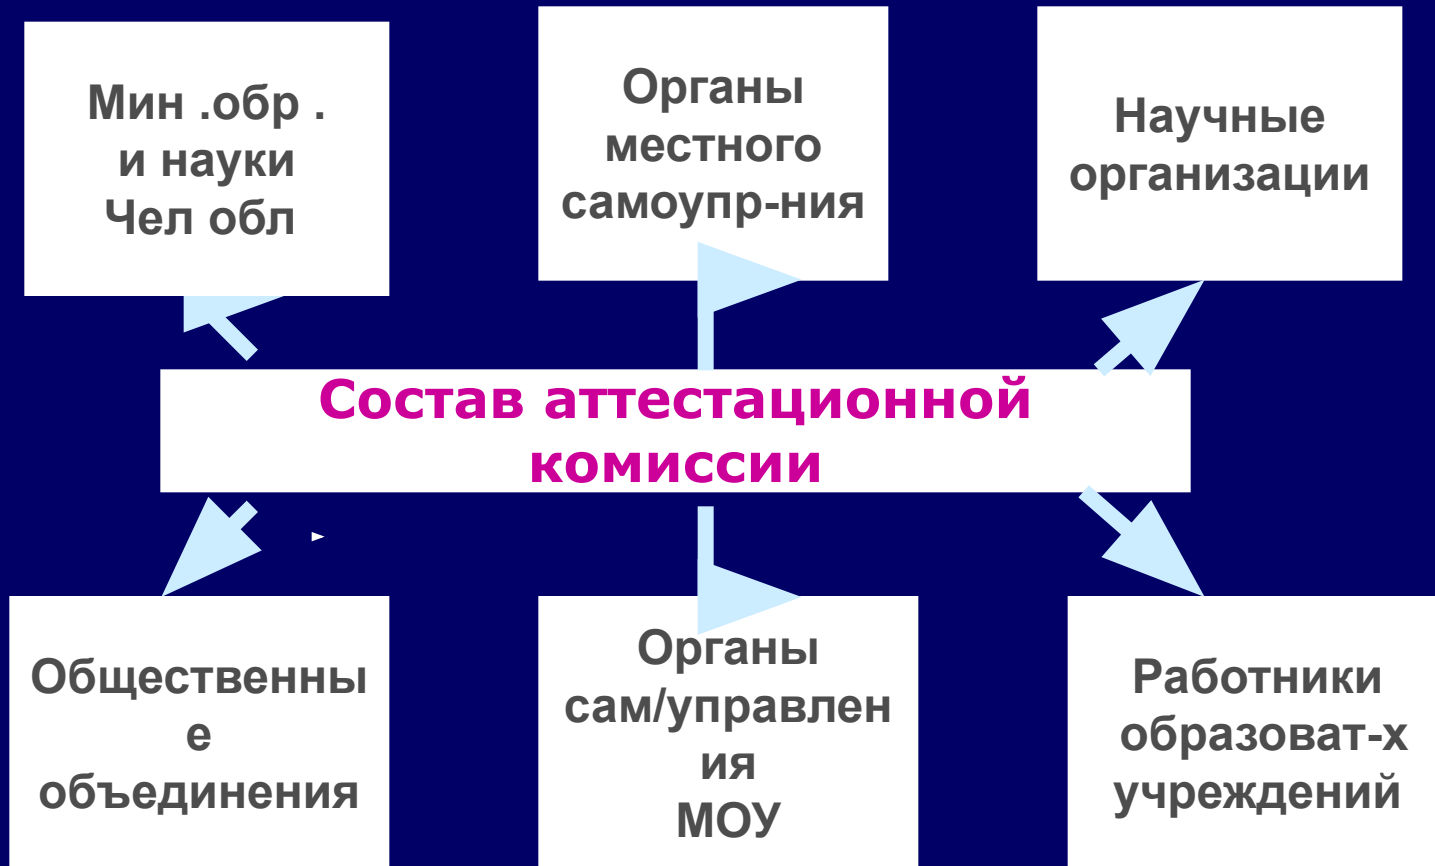 Мин .обр .
и науки
Чел обл
Органы
местного
самоупр-ния
Научные
организации
Состав аттестационной
комиссии
Общественны
е
объединения
Органы
сам/управлен
ия
МОУ
Работники
образоват-х
учреждений